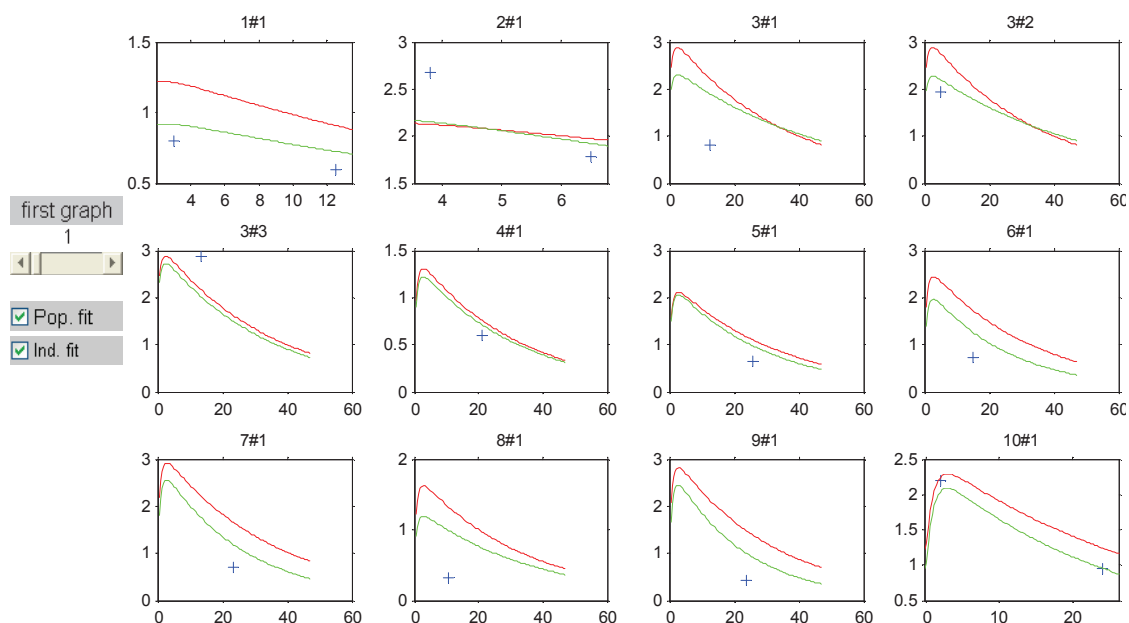 1#1 2#1 3#1 3#2
1.5 3 3 3
2.5 2 2
1 2 1 1
0.5 1.5 0 0
4 6 8 10 12 4 5 6 0 20 40 60 0 20 40 60
first graph
1
3#3 4#1 5#1 6#1
3 1.5 3 3
2 1 2 2
1 0.5 1 1
0 0 0 0
0 20 40 60 0 20 40 60 0 20 40 60 0 20 40 60
Pop. fit
Ind. fit
7#1 8#1 9#1 10#1
3 2 3 2.5
2 2 2
1 1 1 1.5
1
0 0 0 0.5
0 20 40 60 0 20 40 60 0 20 40 60 0 20